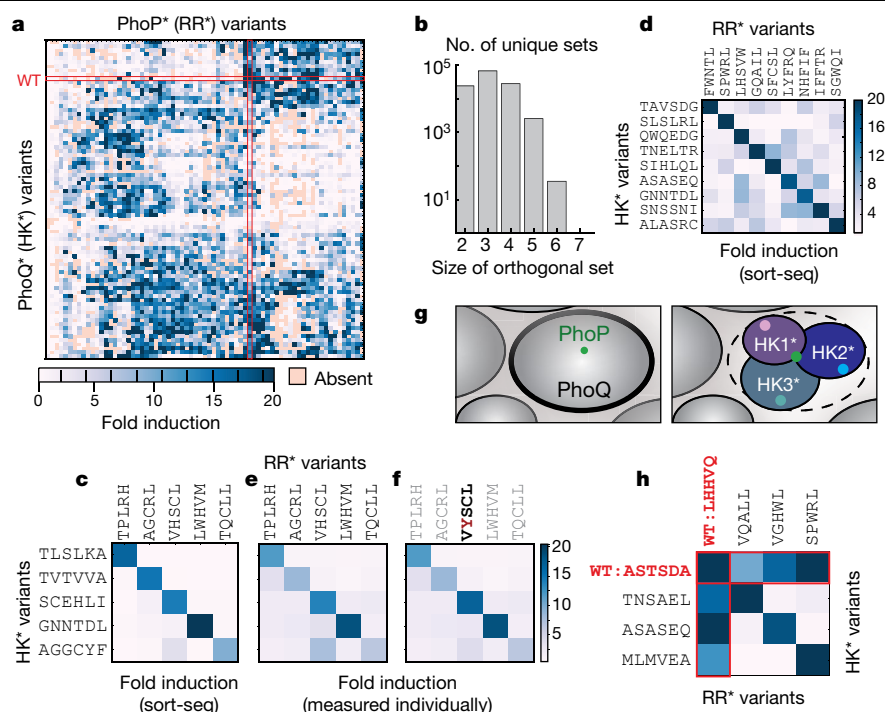 a
PhoP* (RR*) variants
WT
PhoQ* (HK*) variants
0 5 10 15 20
Absent
Fold induction
b
No. of unique sets
10^5
10^3
10^1
2 3 4 5 6 7
Size of orthogonal set
d
RR* variants
FWNTL
SPWRL
LHSVW
GQAIL
SFCSL
LYFRQ
NHFIF
IFFTR
SGWQI
HK* variants
TAVSDG
SLSLRL
QWQEDG
TNELTR
SIHLQL
ASASEQ
GNNTDL
SNSSNI
ALASRC
20
16
12
8
4
Fold induction
(sort-seq)
g
PhoP
PhoQ
HK1*
HK2*
HK3*
RR* variants
c
TPLRH
AGCRL
VHSCL
LWHVM
TQCLL
HK* variants
TLSLKA
TVTVVA
SCEHLI
GNNTDL
AGGCYF
Fold induction
(sort-seq)
e
TPLRH
AGCRL
VHSCL
LWHVM
TQCLL
f
TPLRH
AGCRL
VYSCL
LWHVM
TQCLL
20
15
10
5
Fold induction
(measured individually)
h
WT:LHHVQ
VQALL
VGHWL
SPWRL
WT:ASTSDA
TNSAEL
ASASEQ
MLMVEA
HK* variants
RR* variants